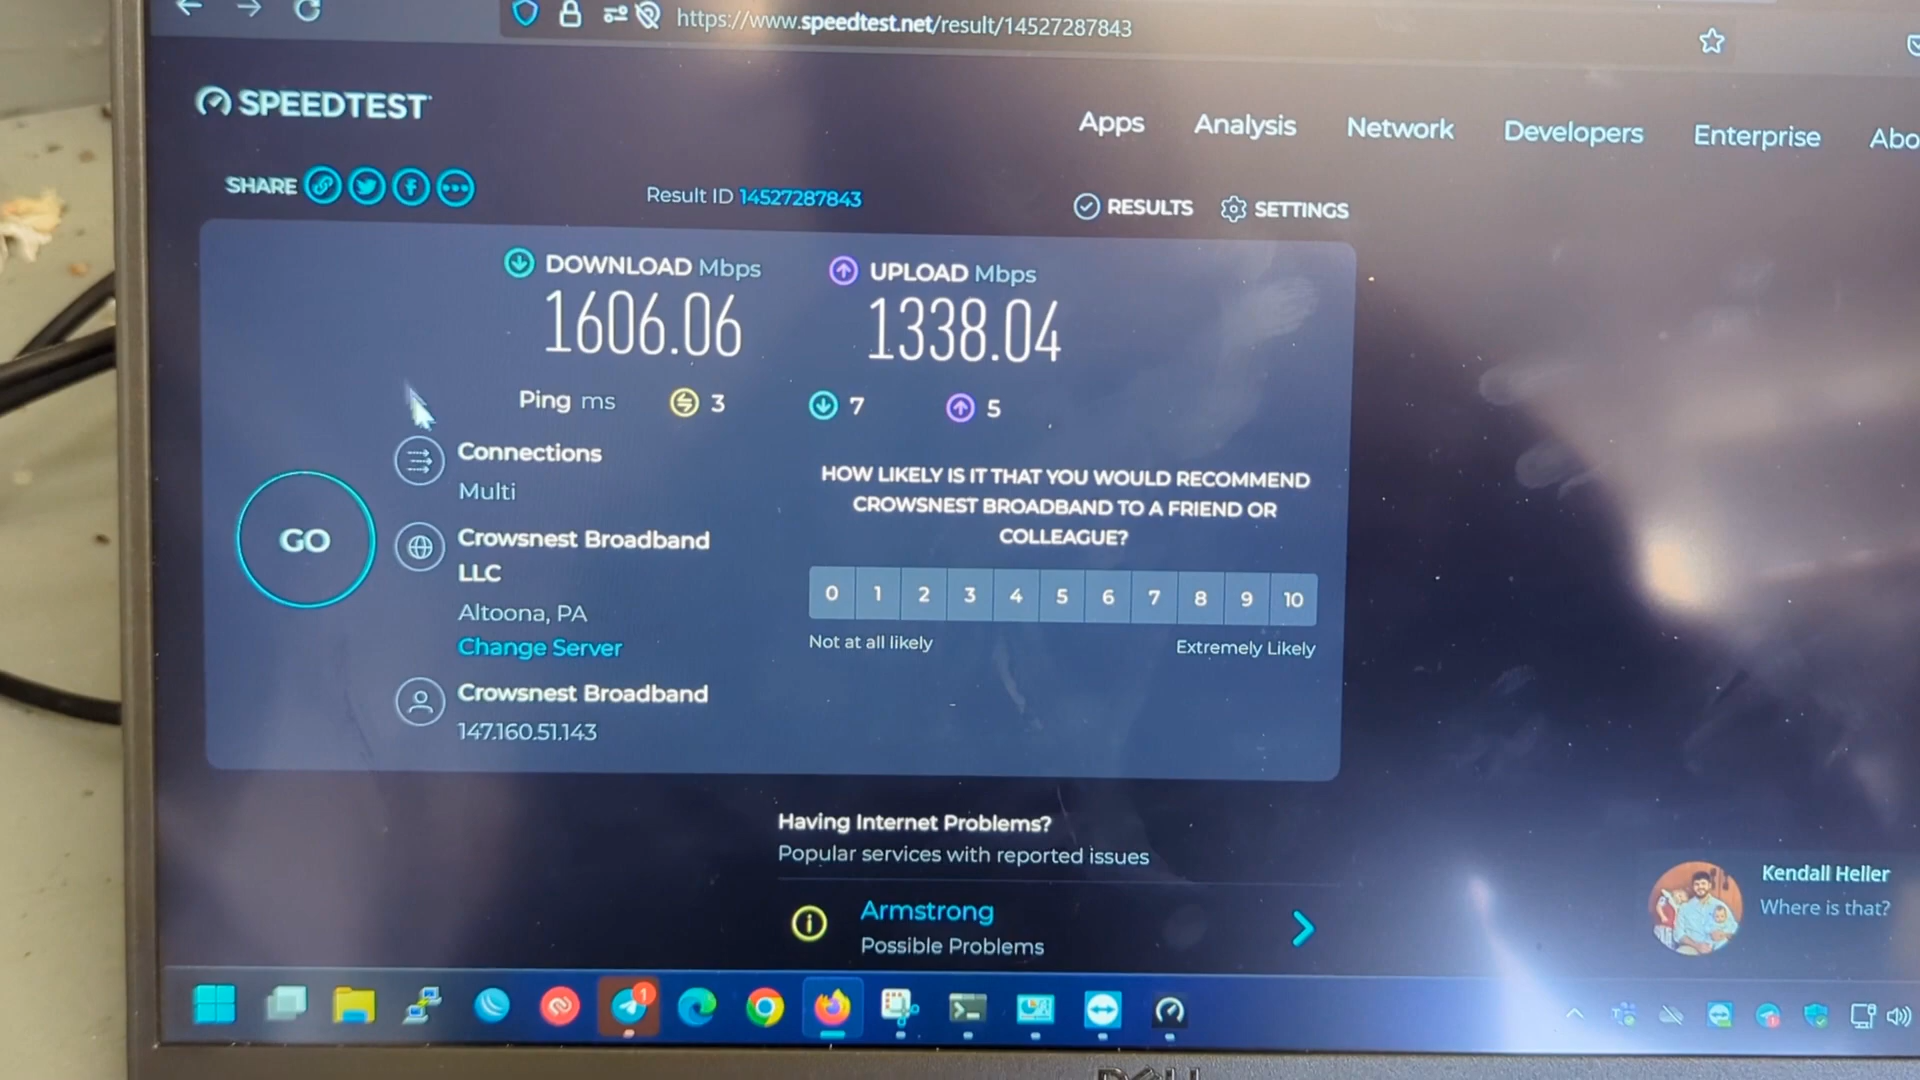 https://www.speedtest.net/result/14527287843
SPEEDTEST
Apps Analysis Network Developers Enterprise Abo
SHARE
Result ID 14527287843
RESULTS SETTINGS
DOWNLOAD Mbps
1606.06
UPLOAD Mbps
1338.04
Ping ms 3 7 5
Connections
Multi
GO
Crowsnest Broadband
LLC
Altoona, PA
Change Server
Crowsnest Broadband
147.160.51.143
HOW LIKELY IS IT THAT YOU WOULD RECOMMEND
CROWSNEST BROADBAND TO A FRIEND OR
COLLEAGUE?
0 1 2 3 4 5 6 7 8 9 10
Not at all likely Extremely Likely
Having Internet Problems?
Popular services with reported issues
Armstrong
Possible Problems
Kendall Heller
Where is that?
1
DELL